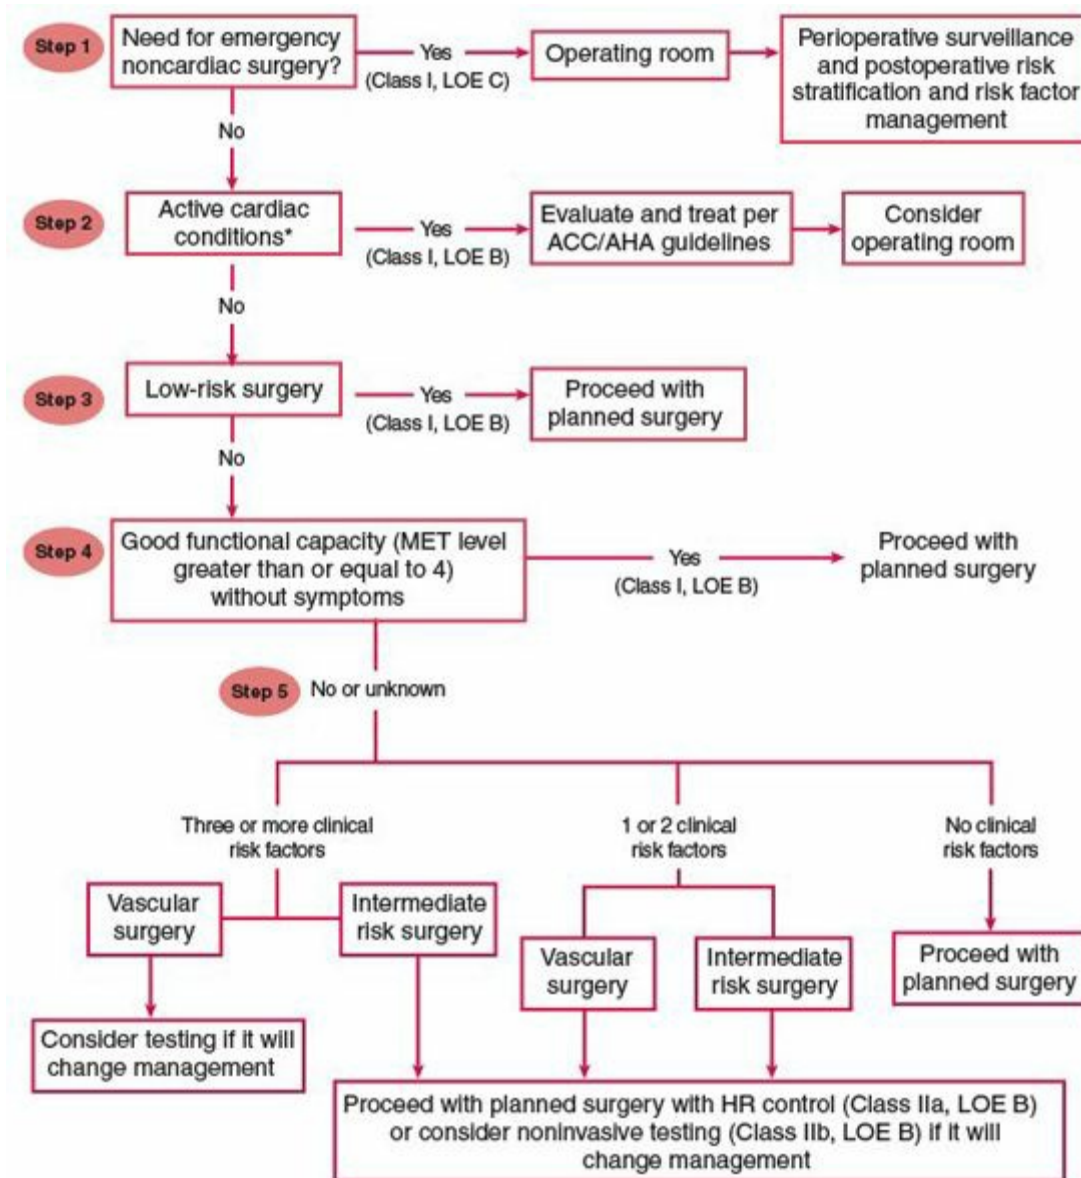 Step 1
Need for emergency
noncardiac surgery?
Yes
(Class I, LOE C)
Operating room
Perioperative surveillance
and postoperative risk
stratification and risk factor
management
No
Step 2
Active cardiac
conditions*
Yes
(Class I, LOE B)
Evaluate and treat per
ACC/AHA guidelines
Consider
operating room
No
Step 3
Low-risk surgery
Yes
(Class I, LOE B)
Proceed with
planned surgery
No
Step 4
Good functional capacity (MET level
greater than or equal to 4)
without symptoms
Yes
(Class I, LOE B)
Proceed with
planned surgery
Step 5
No or unknown
Three or more clinical
risk factors
1 or 2 clinical
risk factors
No clinical
risk factors
Vascular
surgery
Intermediate
risk surgery
Vascular
surgery
Intermediate
risk surgery
Proceed with
planned surgery
Consider testing if it will
change management
Proceed with planned surgery with HR control (Class IIa, LOE B)
or consider noninvasive testing (Class IIb, LOE B) if it will
change management